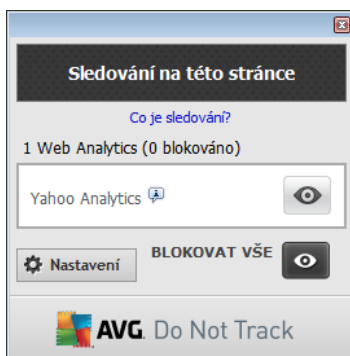 Sledování na této stránce
Co je sledování?
1 Web Analytics (0 blokováno)
Yahoo Analytics
Nastavení
BLOKOVAT VŠE
AVG. Do Not Track